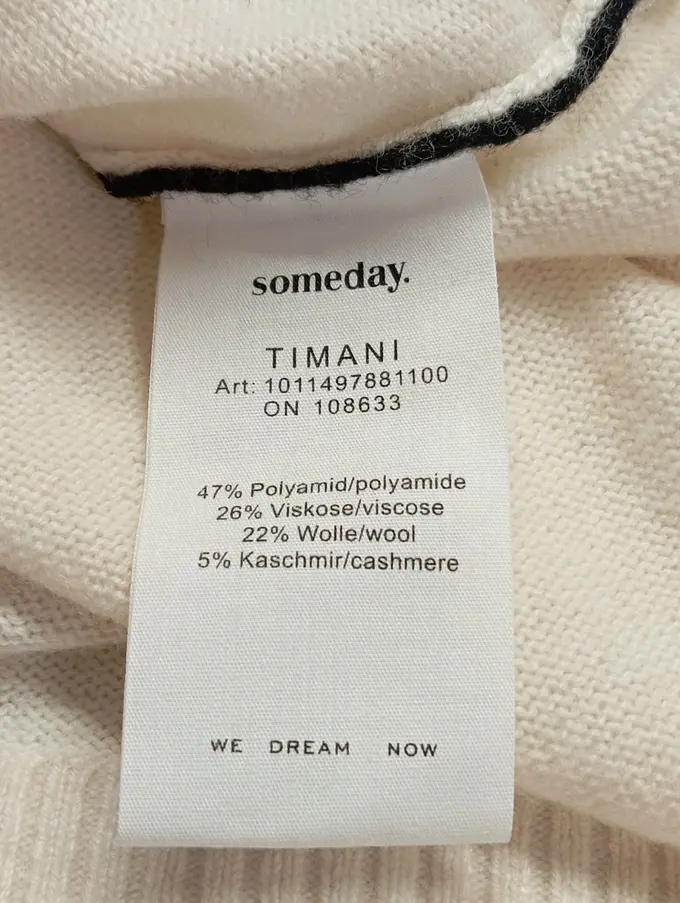 someday.
TIMANI
Art: 1011497881100
ON 108633
47% Polyamid/polyamide
26% Viskose/viscose
22% Wolle/wool
5% Kaschmir/cashmere
WE DREAM NOW